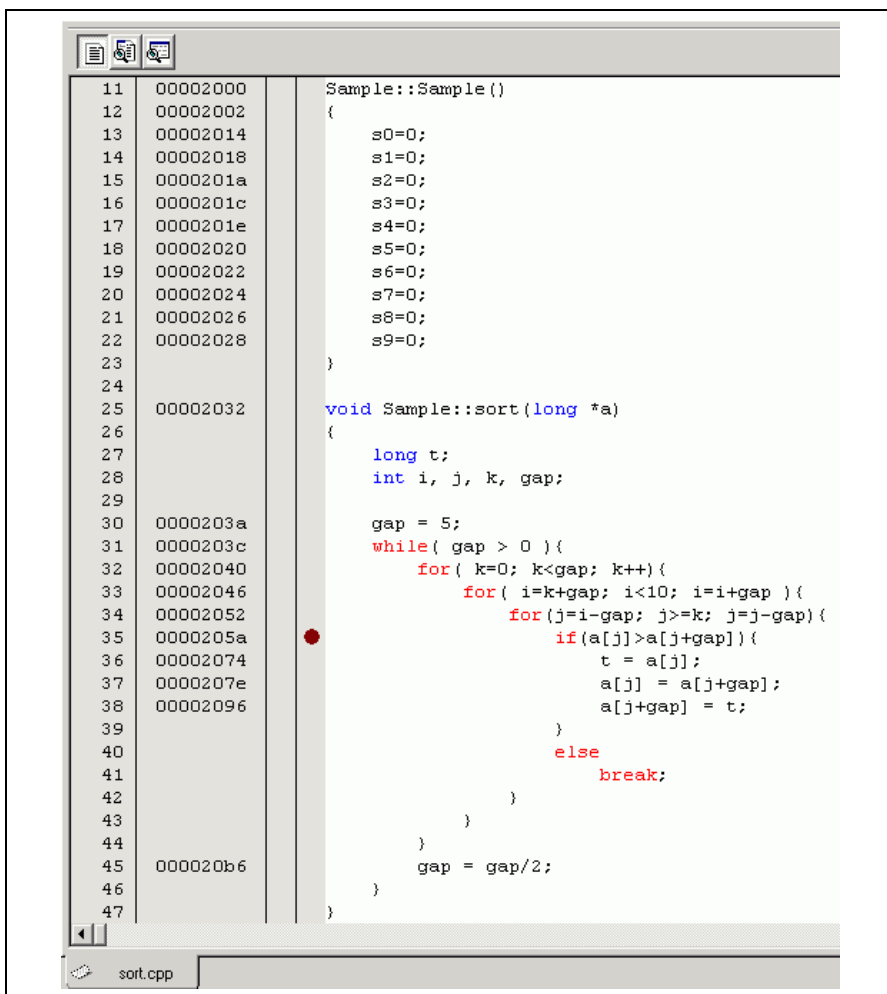 11 00002000 Sample::Sample()
12 00002002 {
13 00002014 s0=0;
14 00002018 s1=0;
15 0000201a s2=0;
16 0000201c s3=0;
17 0000201e s4=0;
18 00002020 s5=0;
19 00002022 s6=0;
20 00002024 s7=0;
21 00002026 s8=0;
22 00002028 s9=0;
23 }
24
25 00002032 void Sample::sort(long *a)
26 {
27 long t;
28 int i, j, k, gap;
29
30 0000203a gap = 5;
31 0000203c while( gap > 0 ){
32 00002040 for( k=0; k<gap; k++){
33 00002046 for( i=k+gap; i<10; i=i+gap ){
34 00002052 for(j=i-gap; j>=k; j=j-gap){
35 0000205a if(a[j]>a[j+gap]){
36 00002074 t = a[j];
37 0000207e a[j] = a[j+gap];
38 00002096 a[j+gap] = t;
39 }
40 else
41 break;
42 }
43 }
44 }
45 000020b6 gap = gap/2;
46 }
47 }
sort.cpp